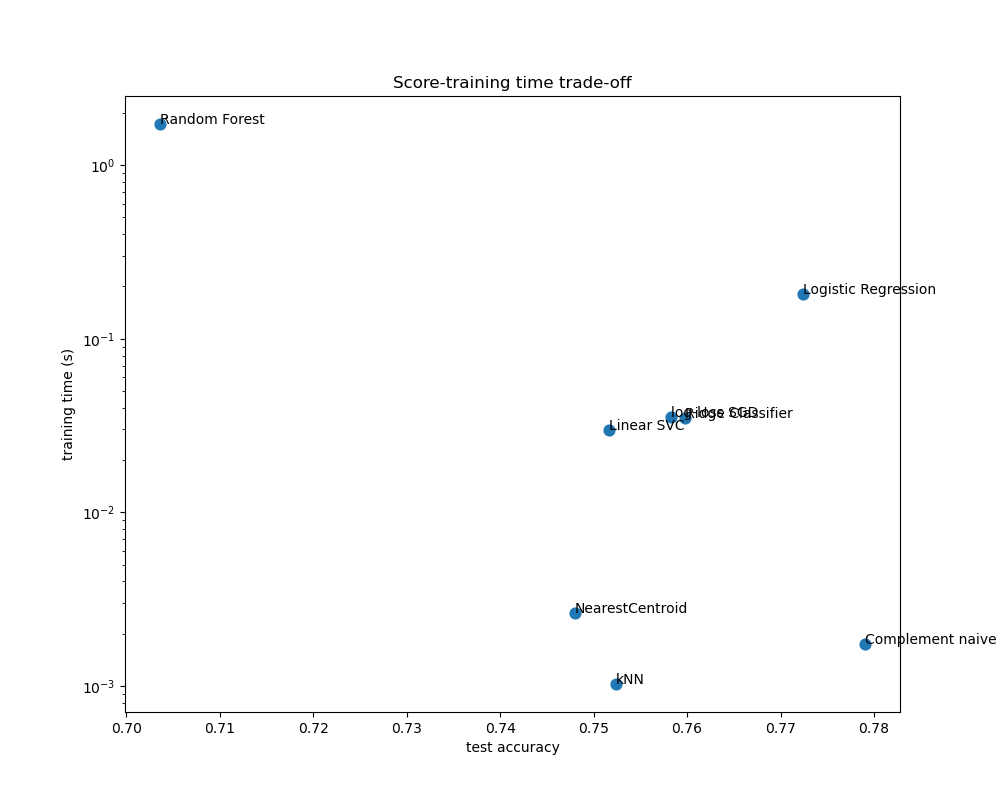 Score-training time trade-off
Random Forest
Logistic Regression
log-loss SGD
Ridge Classifier
Linear SVC
NearestCentroid
Complement naive
kNN
10⁰
10⁻¹
10⁻²
10⁻³
training time (s)
0.70 0.71 0.72 0.73 0.74 0.75 0.76 0.77 0.78
test accuracy